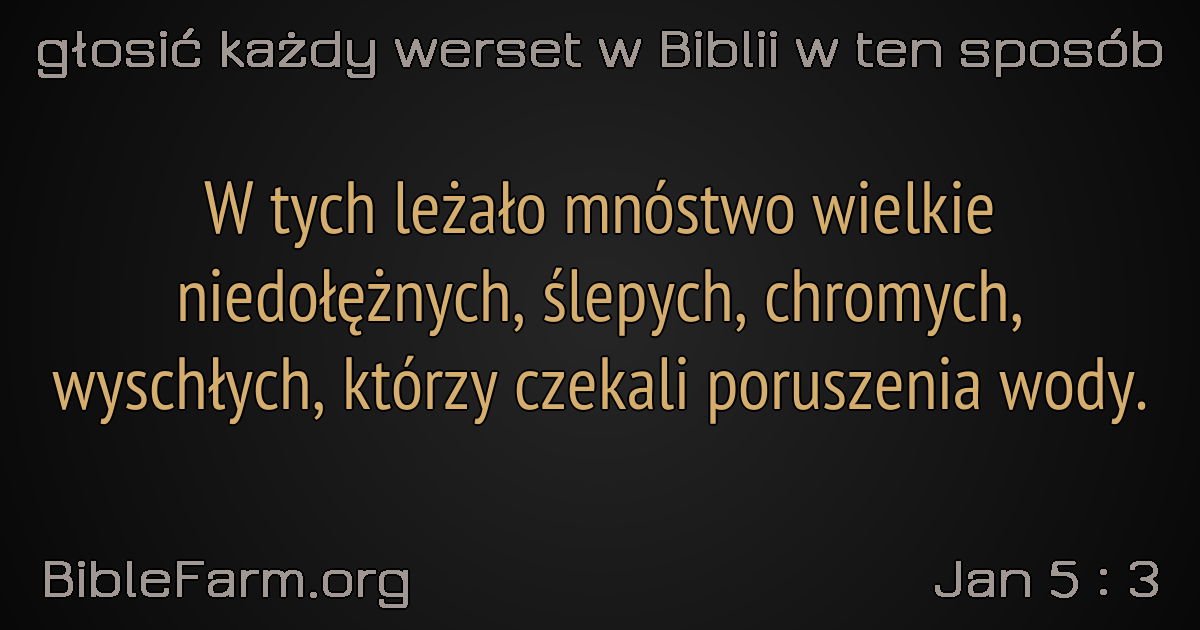 głosić każdy werset w Biblii w ten sposób
W tych leżało mnóstwo wielkie
niedołężnych, ślepych, chromych,
wyschłych, którzy czekali poruszenia wody.
BibleFarm.org
Jan 5 : 3